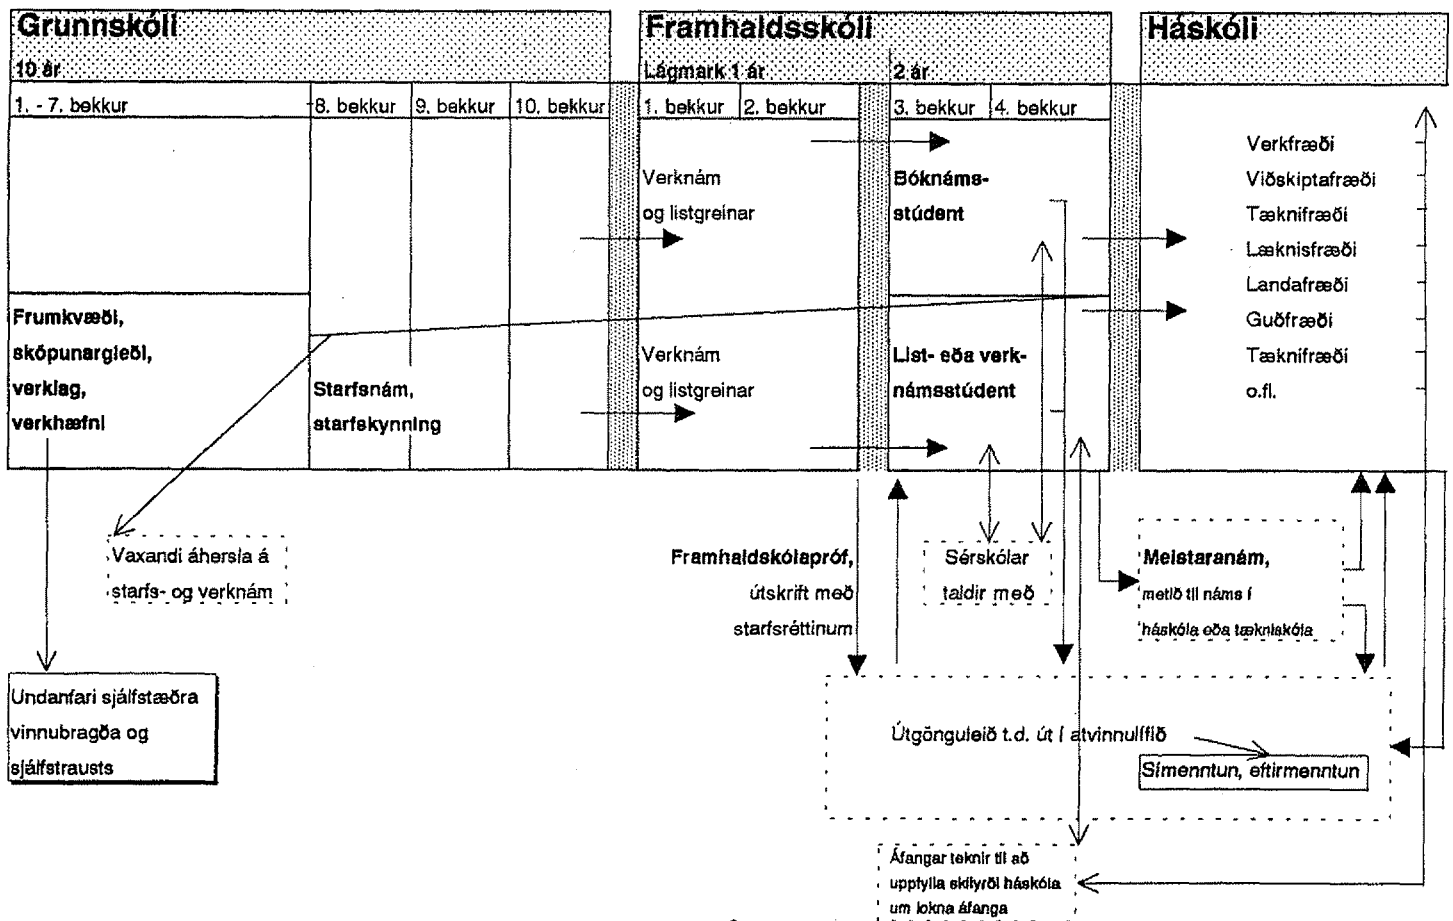 Grunnskóli
10 ár
1. - 7. bekkur
8. bekkur
9. bekkur
10. bekkur
Framhaldsskóli
Lágmark 1 ár
2 ár
1. bekkur
2. bekkur
3. bekkur
4. bekkur
Háskóli
Frumkvæði,
sköpunargleði,
verklag,
verkhæfni
Starfsnám,
starfskynning
Verknám
og listgreinar
Verknám
og listgreinar
Bóknáms-
stúdent
List- eða verk-
námsstúdent
Verkfræði
Viðskiptafræði
Tæknifræði
Læknisfræði
Landafræði
Guðfræði
Tæknifræði
o.fl.
Vaxandi áhersla á
starfs- og verknám
Undanfari sjálfstæðra
vinnubragða og
sjálfstrausts
Framhaldskólapróf,
útskrift með
starfsréttinum
Sérskólar
taldir með
Meistaranám,
metið til náms í
háskóla eða tækniskóla
Útgönguleið t.d. út í atvinnulífið
Símenntun, eftirmenntun
Áfangar teknir til að
uppfylla skilyrði háskóla
um lokna áfanga